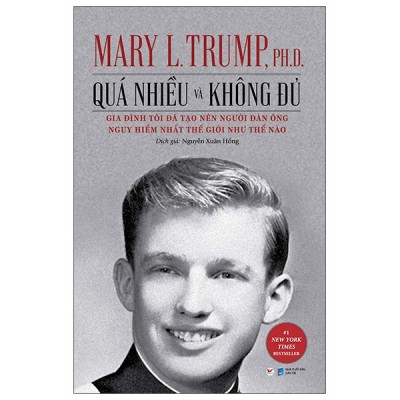 MARY L. TRUMP, PH.D.
QUÁ NHIỀU VÀ KHÔNG ĐỦ
GIA ĐÌNH TÔI ĐÃ TẠO NÊN NGƯỜI ĐÀN ÔNG
NGUY HIỂM NHẤT THẾ GIỚI NHƯ THẾ NÀO
Dịch giả: Nguyễn Xuân Hồng
#1
NEW YORK
TIMES
BESTSELLER